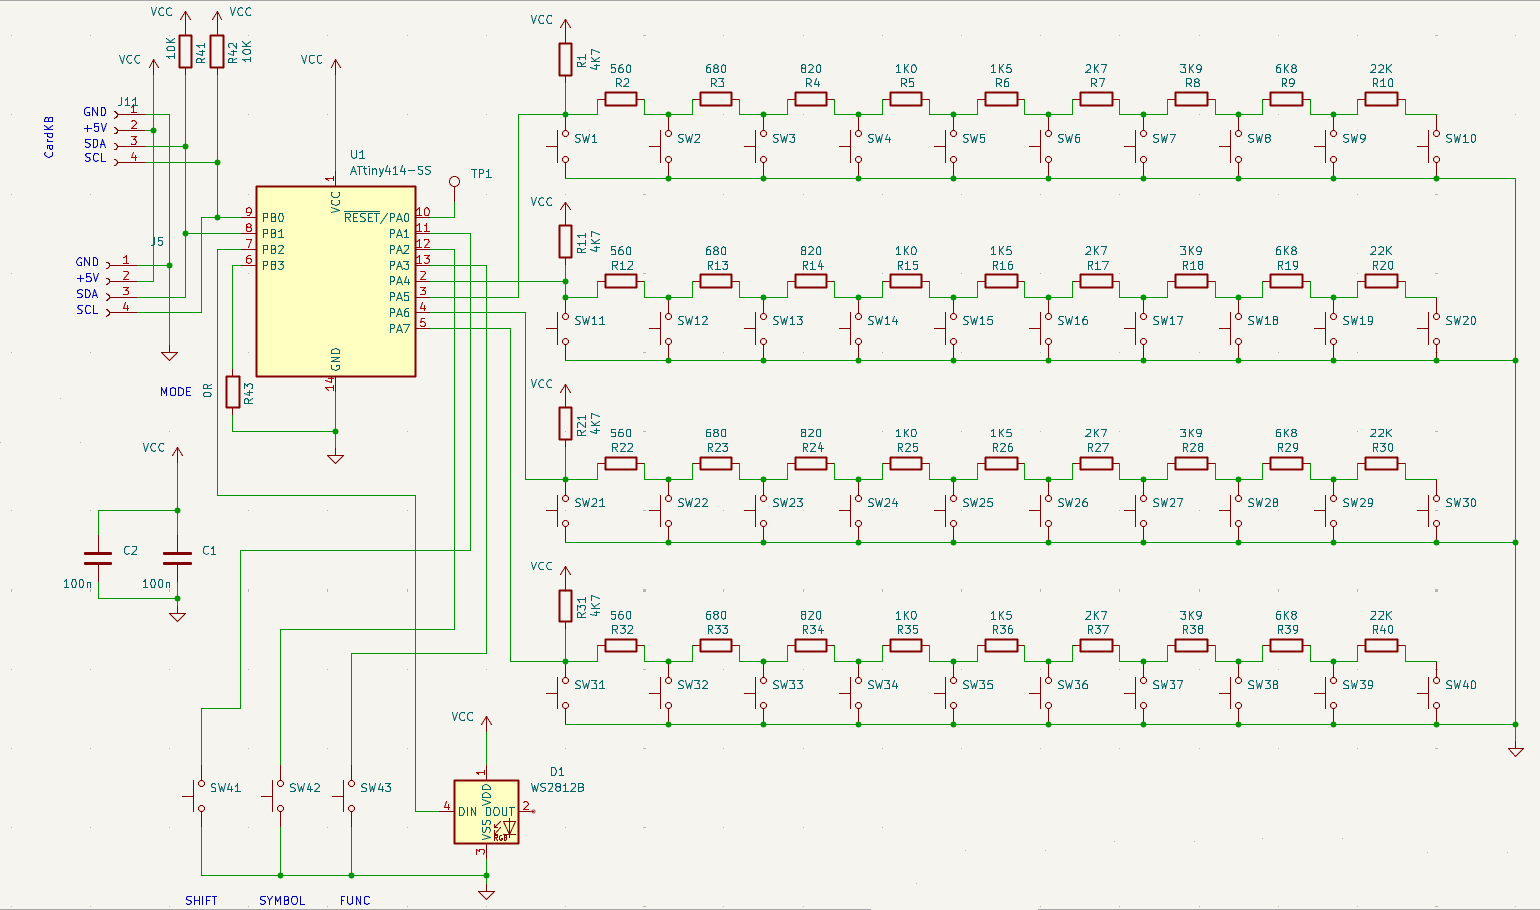 VCC VCC
10K R41 R42 10K
VCC
VCC
J11
CardKB
GND 1
+5V 2
SDA 3
SCL 4
U1
ATtiny414-SS
TP1
1
VCC
9 PB0 RESET/PA0 10
8 PB1 PA1 11
7 PB2 PA2 12
6 PB3 PA3 13
PA4 2
PA5 3
PA6 4
PA7 5
GND
14
J5
GND 1
+5V 2
SDA 3
SCL 4
MODE 0R R43
VCC
C2 C1
100n 100n
VCC
R1 4K7
560 680 820 1K0 1K5 2K7 3K9 6K8 22K
R2 R3 R4 R5 R6 R7 R8 R9 R10
SW1 SW2 SW3 SW4 SW5 SW6 SW7 SW8 SW9 SW10
VCC
R11 4K7
560 680 820 1K0 1K5 2K7 3K9 6K8 22K
R12 R13 R14 R15 R16 R17 R18 R19 R20
SW11 SW12 SW13 SW14 SW15 SW16 SW17 SW18 SW19 SW20
VCC
R21 4K7
560 680 820 1K0 1K5 2K7 3K9 6K8 22K
R22 R23 R24 R25 R26 R27 R28 R29 R30
SW21 SW22 SW23 SW24 SW25 SW26 SW27 SW28 SW29 SW30
VCC
R31 4K7
560 680 820 1K0 1K5 2K7 3K9 6K8 22K
R32 R33 R34 R35 R36 R37 R38 R39 R40
SW31 SW32 SW33 SW34 SW35 SW36 SW37 SW38 SW39 SW40
VCC
D1
WS2812B
1
VDD
4 DIN DOUT 2
VSS RGB
3
SW41 SW42 SW43
SHIFT SYMBOL FUNC